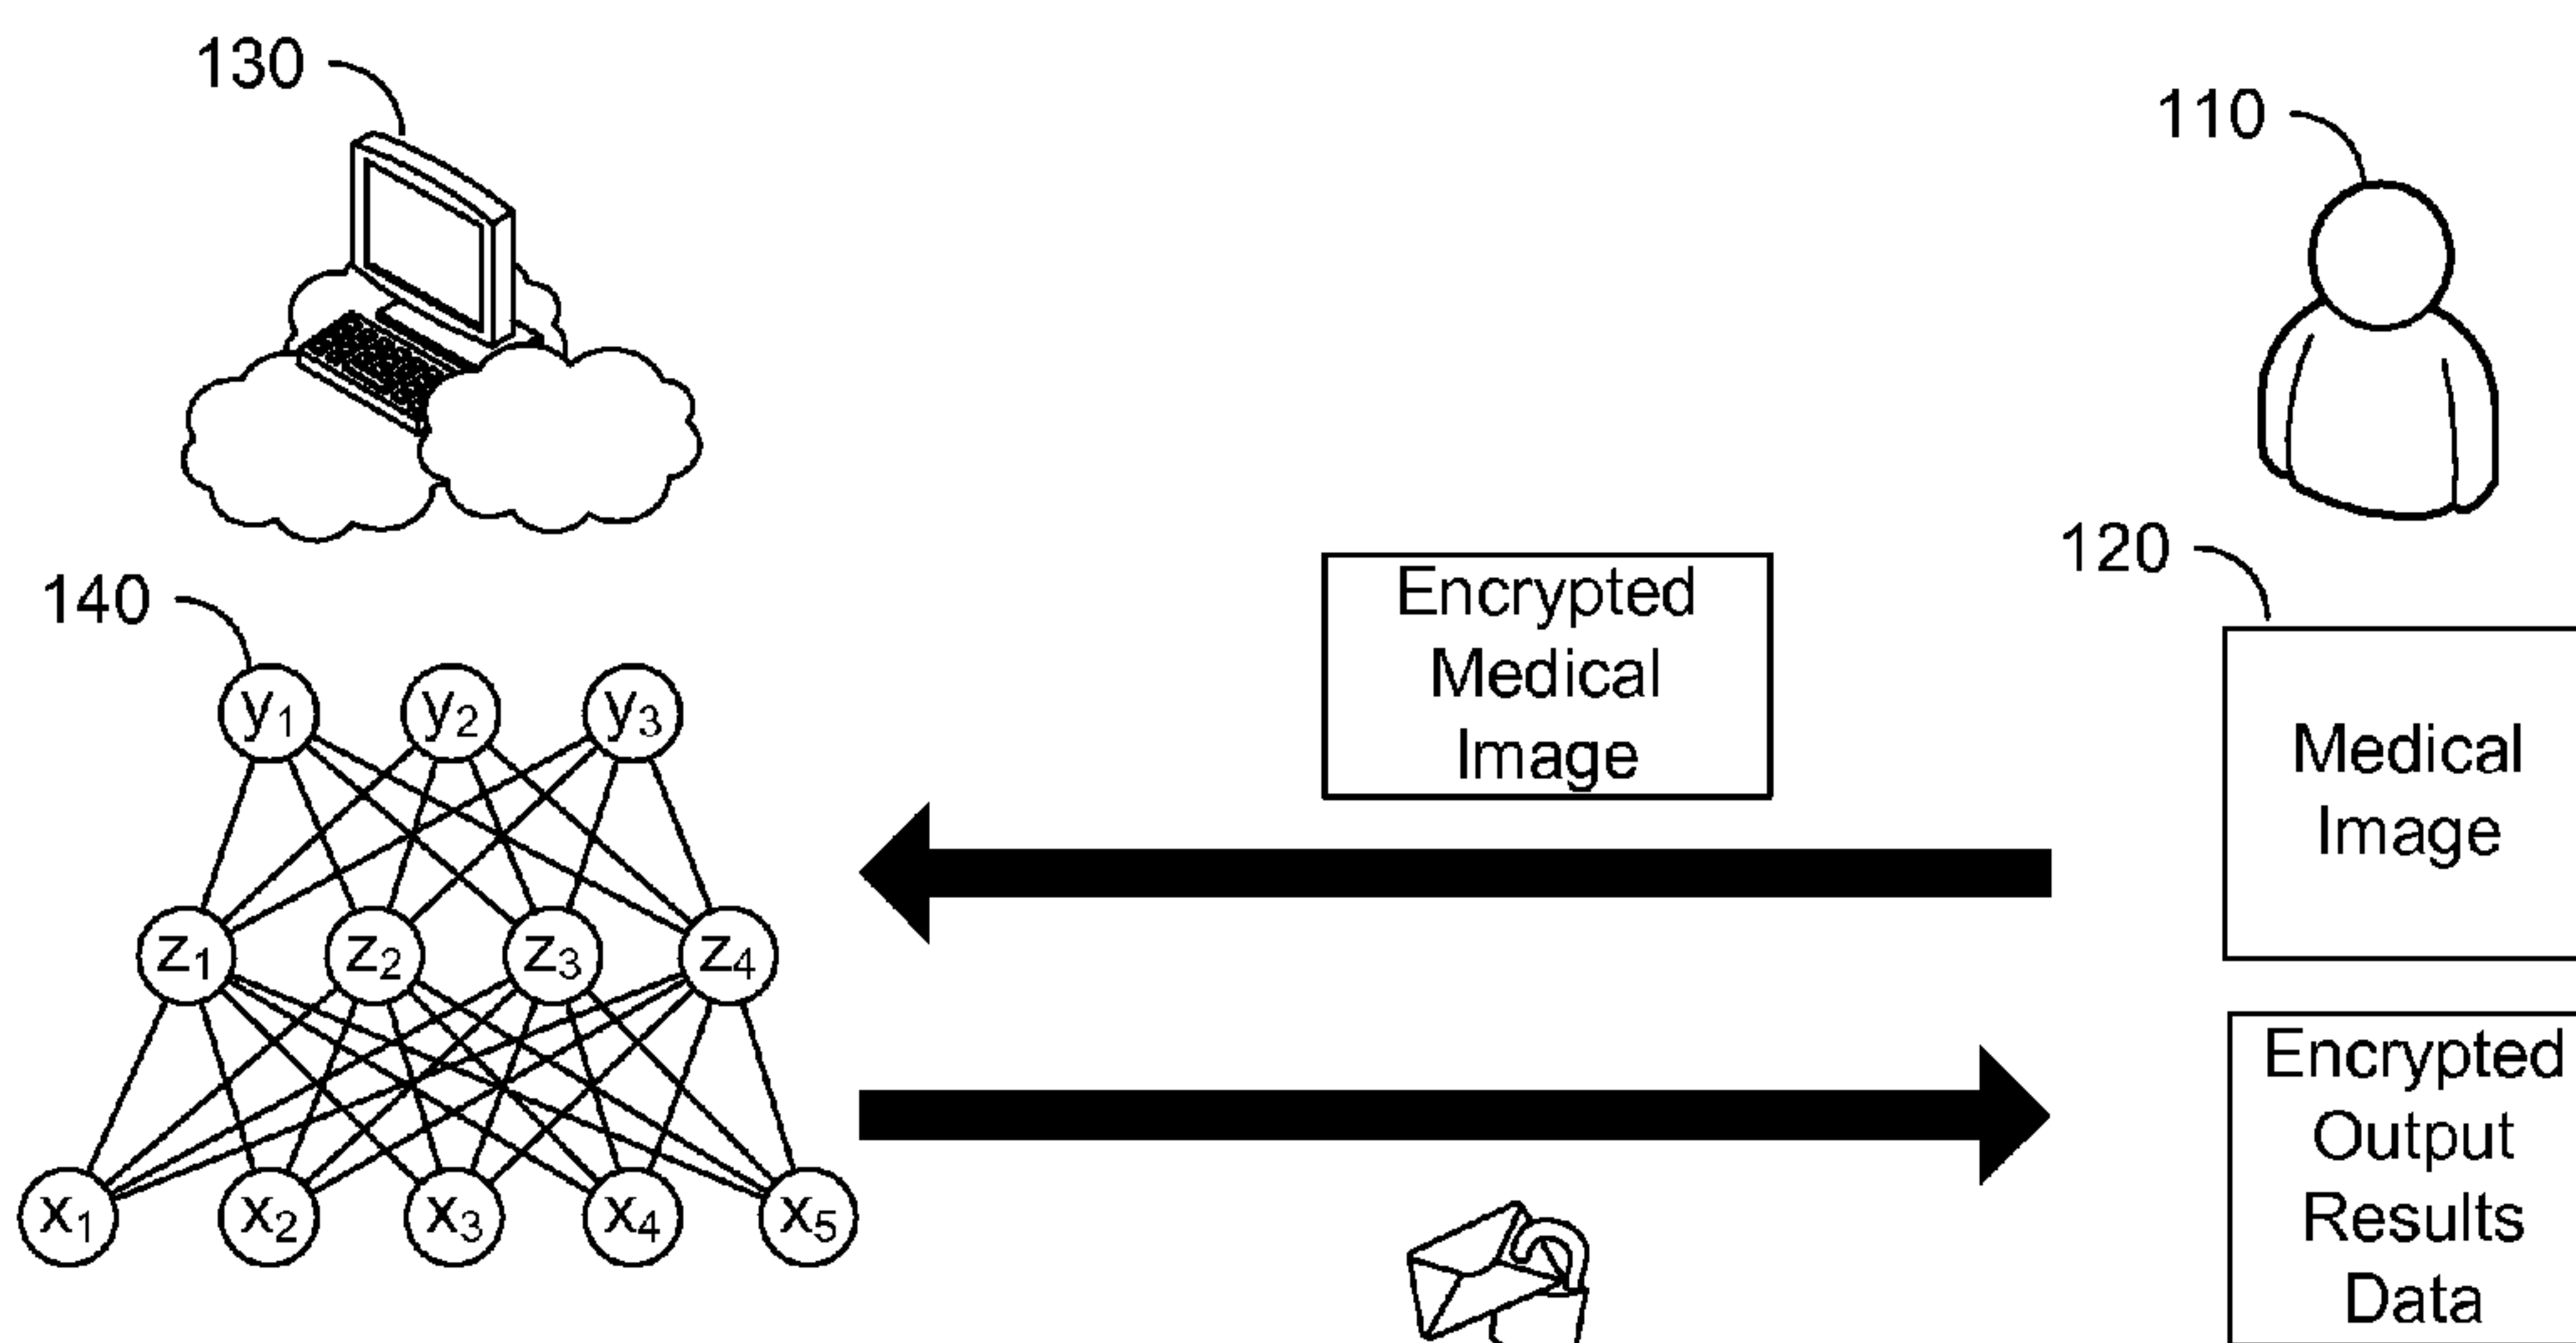 130
110
120
140
Encrypted
Medical
Image
Medical
Image
y1 y2 y3
z1 z2 z3 z4
x1 x2 x3 x4 x5
Encrypted
Output
Results
Data